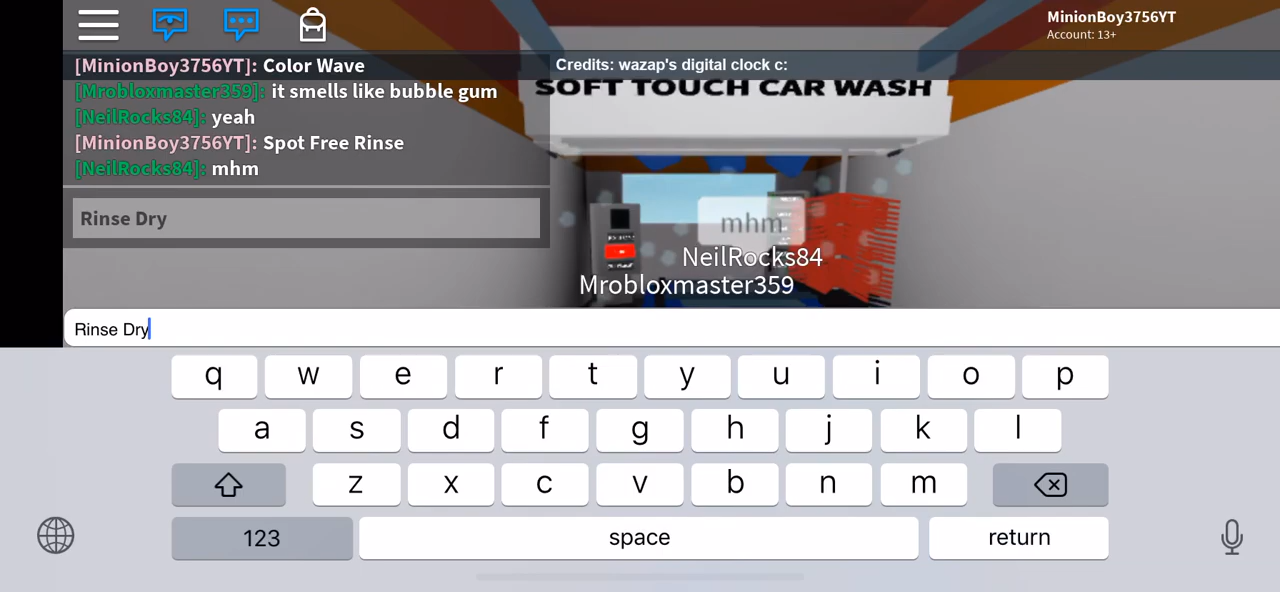 MinionBoy3756YT
Account: 13+
[MinionBoy3756YT]: Color Wave
[Mrobloxmaster359]: it smells like bubble gum
[NeilRocks84]: yeah
[MinionBoy3756YT]: Spot Free Rinse
[NeilRocks84]: mhm
Rinse Dry
Credits: wazap's digital clock c:
SOFT TOUCH CAR WASH
mhm
NeilRocks84
Mrobloxmaster359
Rinse Dry
q w e r t y u i o p
a s d f g h j k l
z x c v b n m
123 space return